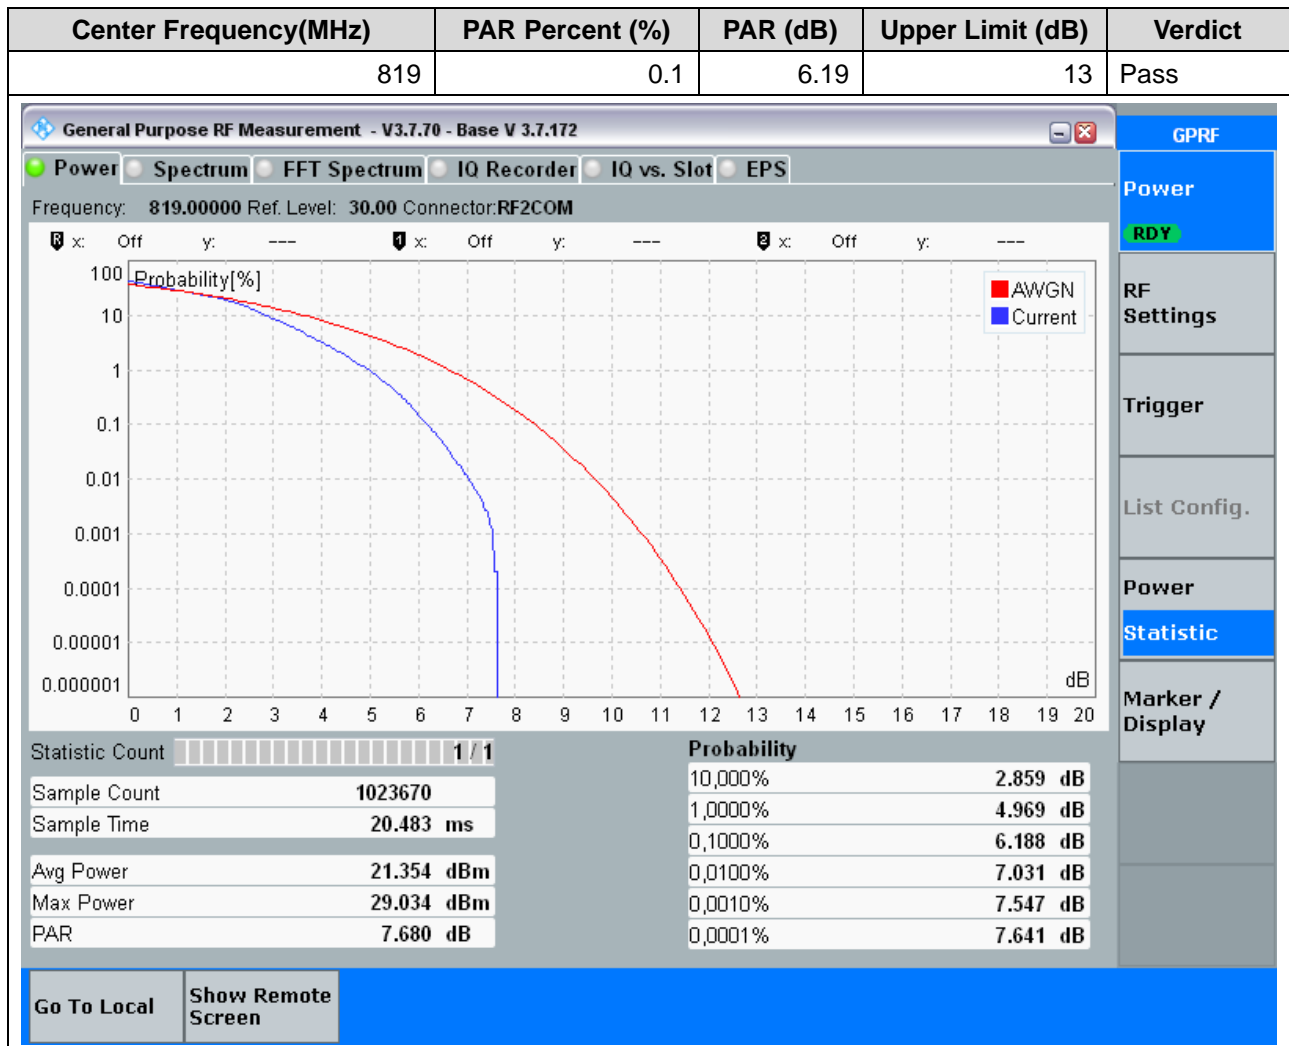 Center Frequency(MHz) PAR Percent (%) PAR (dB) Upper Limit (dB) Verdict
819 0.1 6.19 13 Pass
General Purpose RF Measurement - V3.7.70 - Base V 3.7.172
GPRF
Power Spectrum FFT Spectrum IQ Recorder IQ vs. Slot EPS
Frequency: 819.00000 Ref. Level: 30.00 Connector:RF2COM
R x: Off y: --- 1 x: Off y: --- 2 x: Off y: ---
Probability[%]
AWGN
Current
100
10
1
0.1
0.01
0.001
0.0001
0.00001
0.000001
dB
0 1 2 3 4 5 6 7 8 9 10 11 12 13 14 15 16 17 18 19 20
Statistic Count 1 / 1
Sample Count 1023670
Sample Time 20.483 ms
Avg Power 21.354 dBm
Max Power 29.034 dBm
PAR 7.680 dB
Probability
10,000% 2.859 dB
1,0000% 4.969 dB
0,1000% 6.188 dB
0,0100% 7.031 dB
0,0010% 7.547 dB
0,0001% 7.641 dB
Power
RDY
RF
Settings
Trigger
List Config.
Power
Statistic
Marker /
Display
Go To Local
Show Remote
Screen